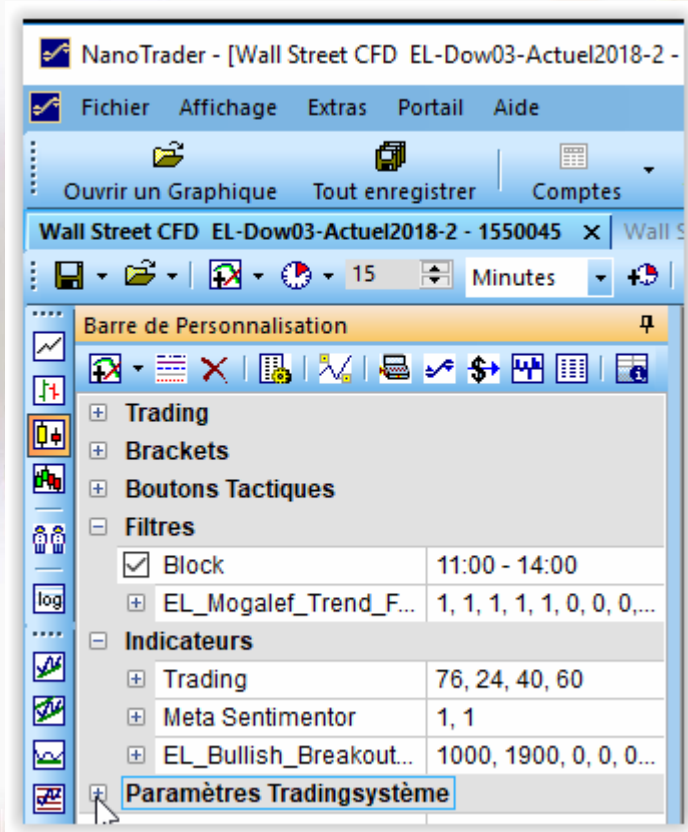 NanoTrader - [Wall Street CFD EL-Dow03-Actuel2018-2 -
Fichier Affichage Extras Portail Aide
Ouvrir un Graphique Tout enregistrer Comptes
Wall Street CFD EL-Dow03-Actuel2018-2 - 1550045 x Wall S
15 Minutes
Barre de Personnalisation
Trading
Brackets
Boutons Tactiques
Filtres
Block 11:00 - 14:00
EL_Mogalef_Trend_F... 1, 1, 1, 1, 1, 0, 0, 0,...
log
Indicateurs
Trading 76, 24, 40, 60
Meta Sentimentor 1, 1
EL_Bullish_Breakout... 1000, 1900, 0, 0, 0...
Paramètres Tradingsystème